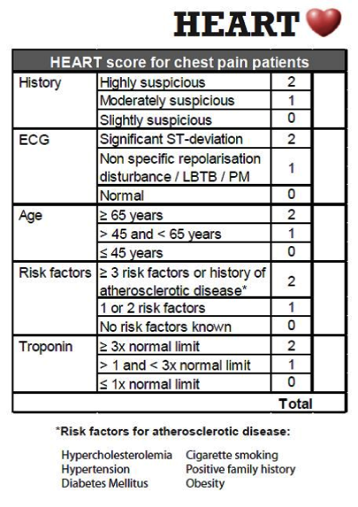 HEART
HEART score for chest pain patients
History Highly suspicious 2
Moderately suspicious 1
Slightly suspicious 0
ECG Significant ST-deviation 2
Non specific repolarisation
disturbance / LBTB / PM 1
Normal 0
Age ≥ 65 years 2
> 45 and < 65 years 1
≤ 45 years 0
Risk factors ≥ 3 risk factors or history of
atherosclerotic disease* 2
1 or 2 risk factors 1
No risk factors known 0
Troponin ≥ 3x normal limit 2
> 1 and < 3x normal limit 1
≤ 1x normal limit 0
Total
*Risk factors for atherosclerotic disease:
Hypercholesterolemia Cigarette smoking
Hypertension Positive family history
Diabetes Mellitus Obesity